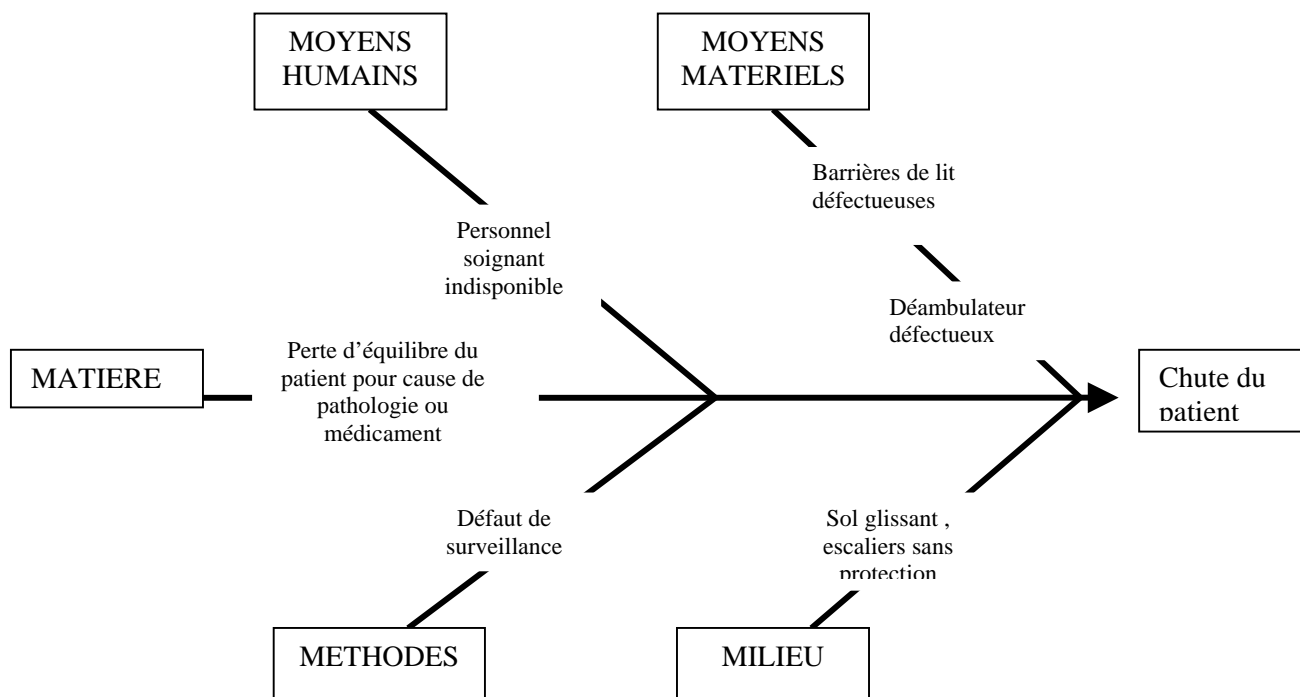 MOYENS
HUMAINS
MOYENS
MATERIELS
Barrières de lit
défectueuses
Personnel
soignant
indisponible
Déambulateur
défectueux
MATIERE
Perte d’équilibre du
patient pour cause de
pathologie ou
médicament
Chute du
patient
Défaut de
surveillance
Sol glissant ,
escaliers sans
protection
METHODES
MILIEU